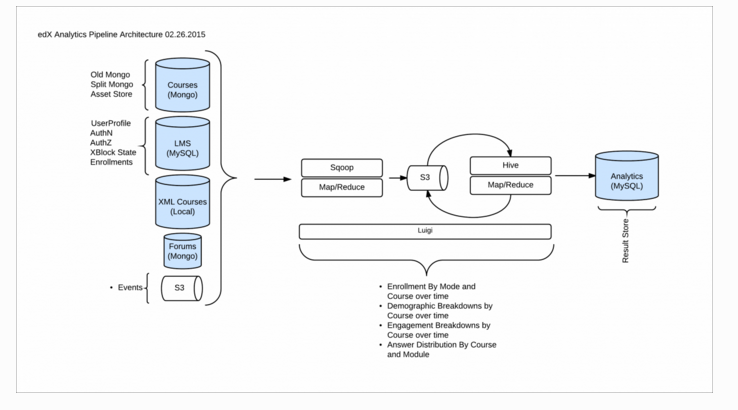 edX Analytics Pipeline Architecture 02.26.2015
Old Mongo
Split Mongo
Asset Store
Courses
(Mongo)
UserProfile
AuthN
AuthZ
XBlock State
Enrollments
LMS
(MySQL)
XML Courses
(Local)
Forums
(Mongo)
• Events
S3
Sqoop
Map/Reduce
S3
Hive
Map/Reduce
Luigi
• Enrollment By Mode and
Course over time
• Demographic Breakdowns by
Course over time
• Engagement Breakdowns by
Course over time
• Answer Distribution By Course
and Module
Analytics
(MySQL)
Result Store